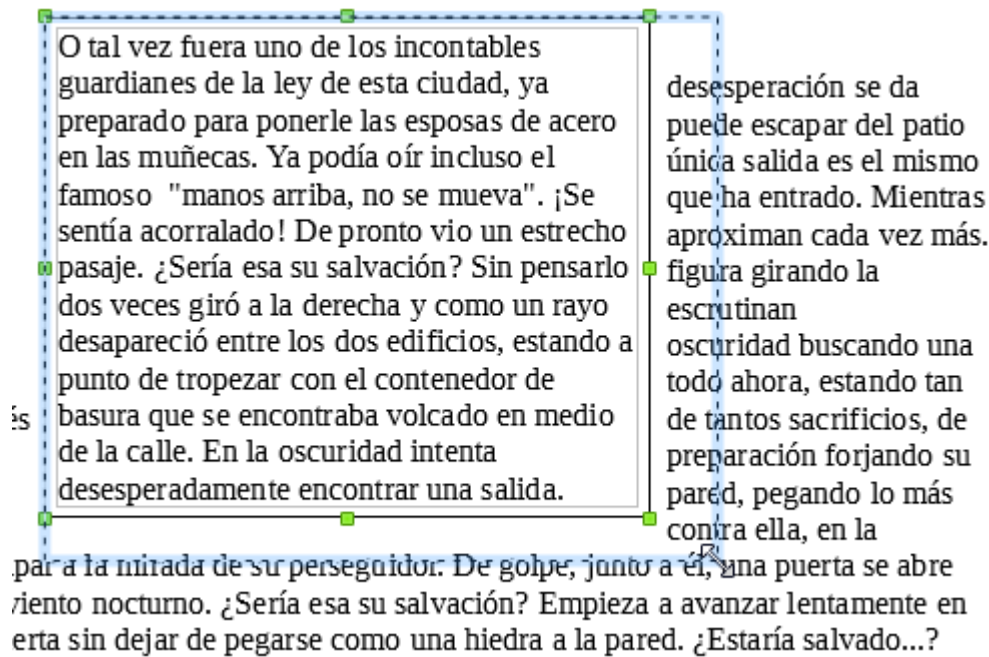 O tal vez fuera uno de los incontables
guardianes de la ley de esta ciudad, ya
preparado para ponerle las esposas de acero
en las muñecas. Ya podía oír incluso el
famoso  "manos arriba, no se mueva". ¡Se
sentía acorralado! De pronto vio un estrecho
pasaje. ¿Sería esa su salvación? Sin pensarlo
dos veces giró a la derecha y como un rayo
desapareció entre los dos edificios, estando a
punto de tropezar con el contenedor de
basura que se encontraba volcado en medio
de la calle. En la oscuridad intenta
desesperadamente encontrar una salida.
és
desesperación se da
puede escapar del patio
única salida es el mismo
que ha entrado. Mientras
aproximan cada vez más.
figura girando la
escrutinan
oscuridad buscando una
todo ahora, estando tan
de tantos sacrificios, de
preparación forjando su
pared, pegando lo más
contra ella, en la
par a la mirada de su perseguidor. De golpe, junto a él, una puerta se abre
viento nocturno. ¿Sería esa su salvación? Empieza a avanzar lentamente en
erta sin dejar de pegarse como una hiedra a la pared. ¿Estaría salvado...?